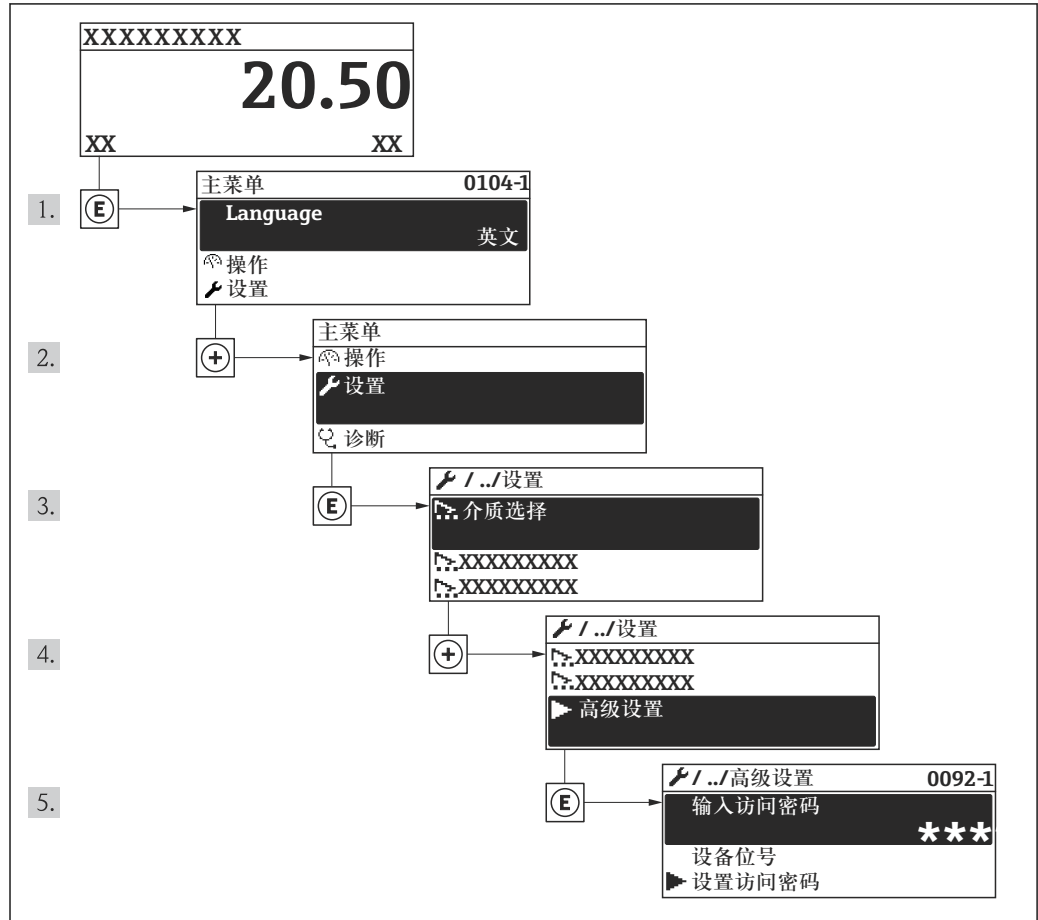 XXXXXXXXX
20.50
XX XX
1. E
主菜单 0104-1
Language
英文
操作
设置
2. +
主菜单
操作
设置
诊断
3. E
/ ../设置
介质选择
XXXXXXXXX
XXXXXXXXX
4. +
/ ../设置
XXXXXXXXX
XXXXXXXXX
高级设置
5. E
/ ../高级设置 0092-1
输入访问密码
***
设备位号
设置访问密码